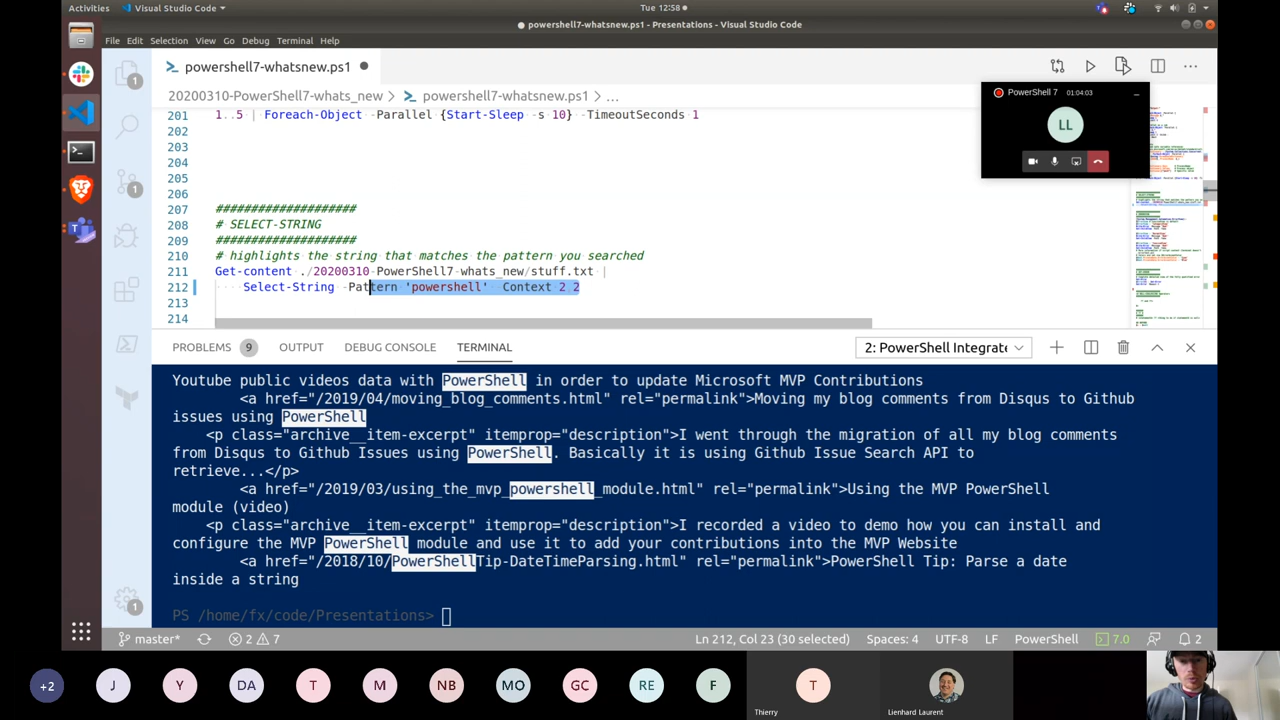 Activities
Visual Studio Code
Tue 12:58
powershell7-whatsnew.ps1 - Presentations - Visual Studio Code
File Edit Selection View Go Debug Terminal Help
powershell7-whatsnew.ps1
20200310-PowerShell7-whats_new > powershell7-whatsnew.ps1 > ...
PowerShell 7 01:04:03
LL
201 1..5 | Foreach-Object -Parallel {Start-Sleep -s 10} -TimeoutSeconds 1
202
203
204
205
206
207 ###################
208 # SELECT-STRING
209 ###################
210 # highlights the string that matches the pattern you searched
211 Get-content ./20200310-PowerShell7-whats_new/stuff.txt |
212 Select-String -Pattern 'powershell' -Context 2,2
213
214
PROBLEMS 9 OUTPUT DEBUG CONSOLE TERMINAL
2: PowerShell Integrate
Youtube public videos data with PowerShell in order to update Microsoft MVP Contributions
<a href="/2019/04/moving_blog_comments.html" rel="permalink">Moving my blog comments from Disqus to Github
issues using PowerShell
<p class="archive__item-excerpt" itemprop="description">I went through the migration of all my blog comments
from Disqus to Github Issues using PowerShell. Basically it is using Github Issue Search API to
retrieve...</p>
<a href="/2019/03/using_the_mvp_powershell_module.html" rel="permalink">Using the MVP PowerShell
module (video)
<p class="archive__item-excerpt" itemprop="description">I recorded a video to demo how you can install and
configure the MVP PowerShell module and use it to add your contributions into the MVP Website
<a href="/2018/10/PowerShellTip-DateTimeParsing.html" rel="permalink">PowerShell Tip: Parse a date
inside a string
PS /home/fx/code/Presentations>
master* 2 7 Ln 212, Col 23 (30 selected) Spaces: 4 UTF-8 LF PowerShell 7.0 2
+2 J Y DA T M NB MO GC RE F T
Thierry
Lienhard Laurent